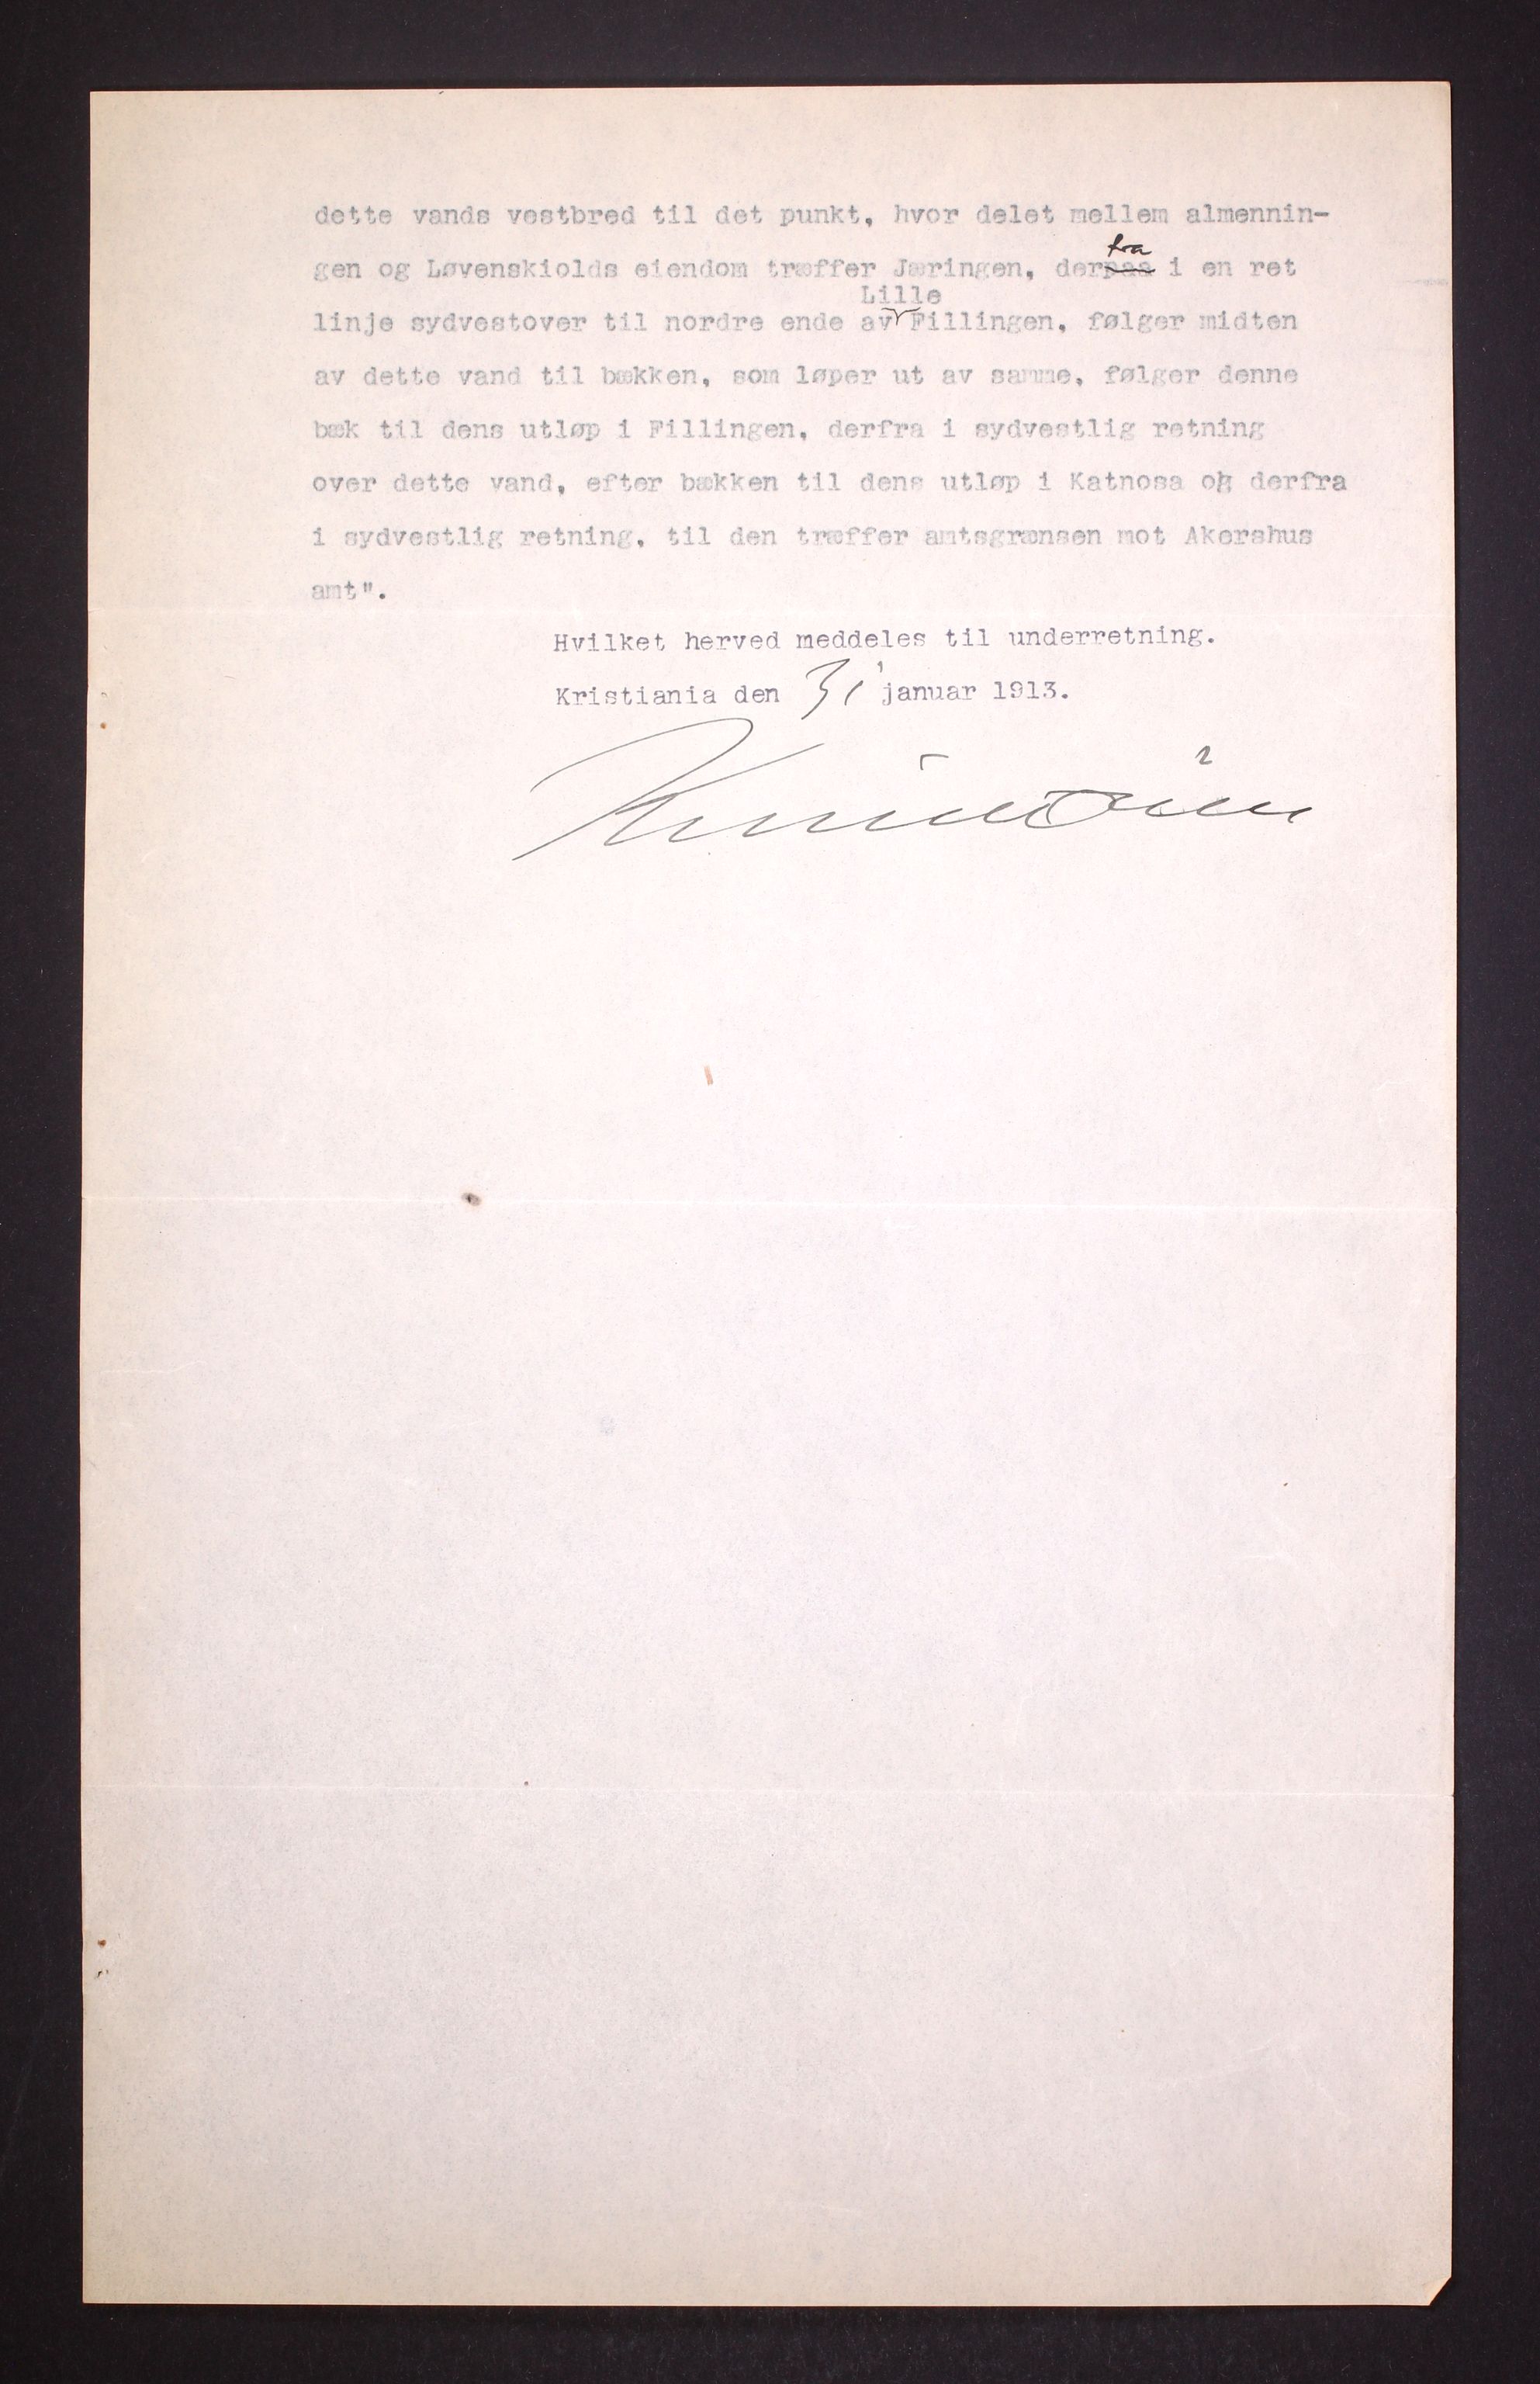 dette vands vestbred til det punkt, hvor delet mellem almennin-
fra
gen og Løvenskiolds eiendom træffer Jæringen, derpaa i en ret
Lille
linje sydvestover til nordre ende av Fillingen, følger midten
av dette vand til bækken, som løper ut av samme, følger denne
bæk til dens utløp i Fillingen, derfra i sydvestlig retning
over dette vand, efter bækken til dens utløp i Katnosa og derfra
i sydvestlig retning, til den træffer amtsgrænsen mot Akershus
amt".
Hvilket herved meddeles til underretning.
Kristiania den 31 januar 1913.